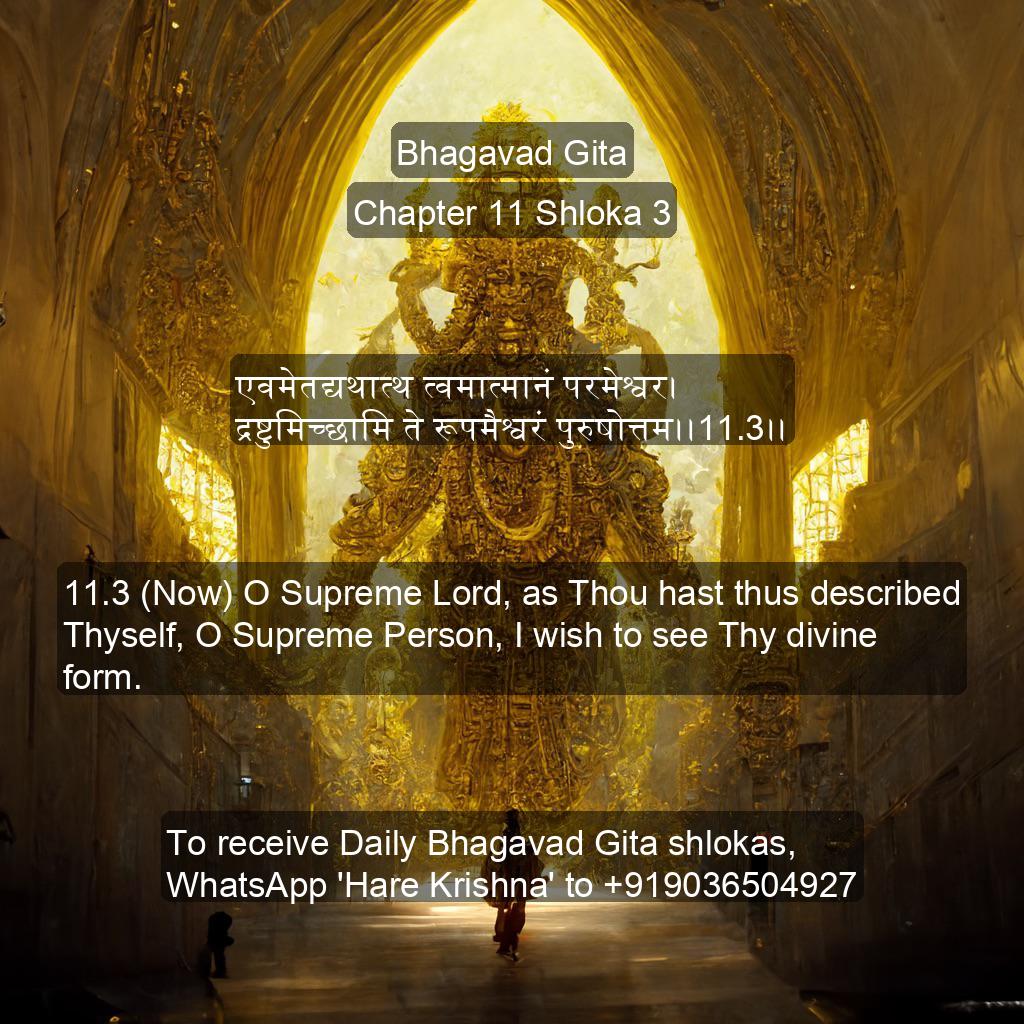 Bhagavad Gita
Chapter 11 Shloka 3
एवमेतद्यथात्थ त्वमात्मानं परमेश्वर।
द्रष्टुमिच्छामि ते रूपमैश्वरं पुरुषोत्तम।।11.3।।
11.3 (Now) O Supreme Lord, as Thou hast thus described
Thyself, O Supreme Person, I wish to see Thy divine
form.
To receive Daily Bhagavad Gita shlokas,
WhatsApp 'Hare Krishna' to +919036504927